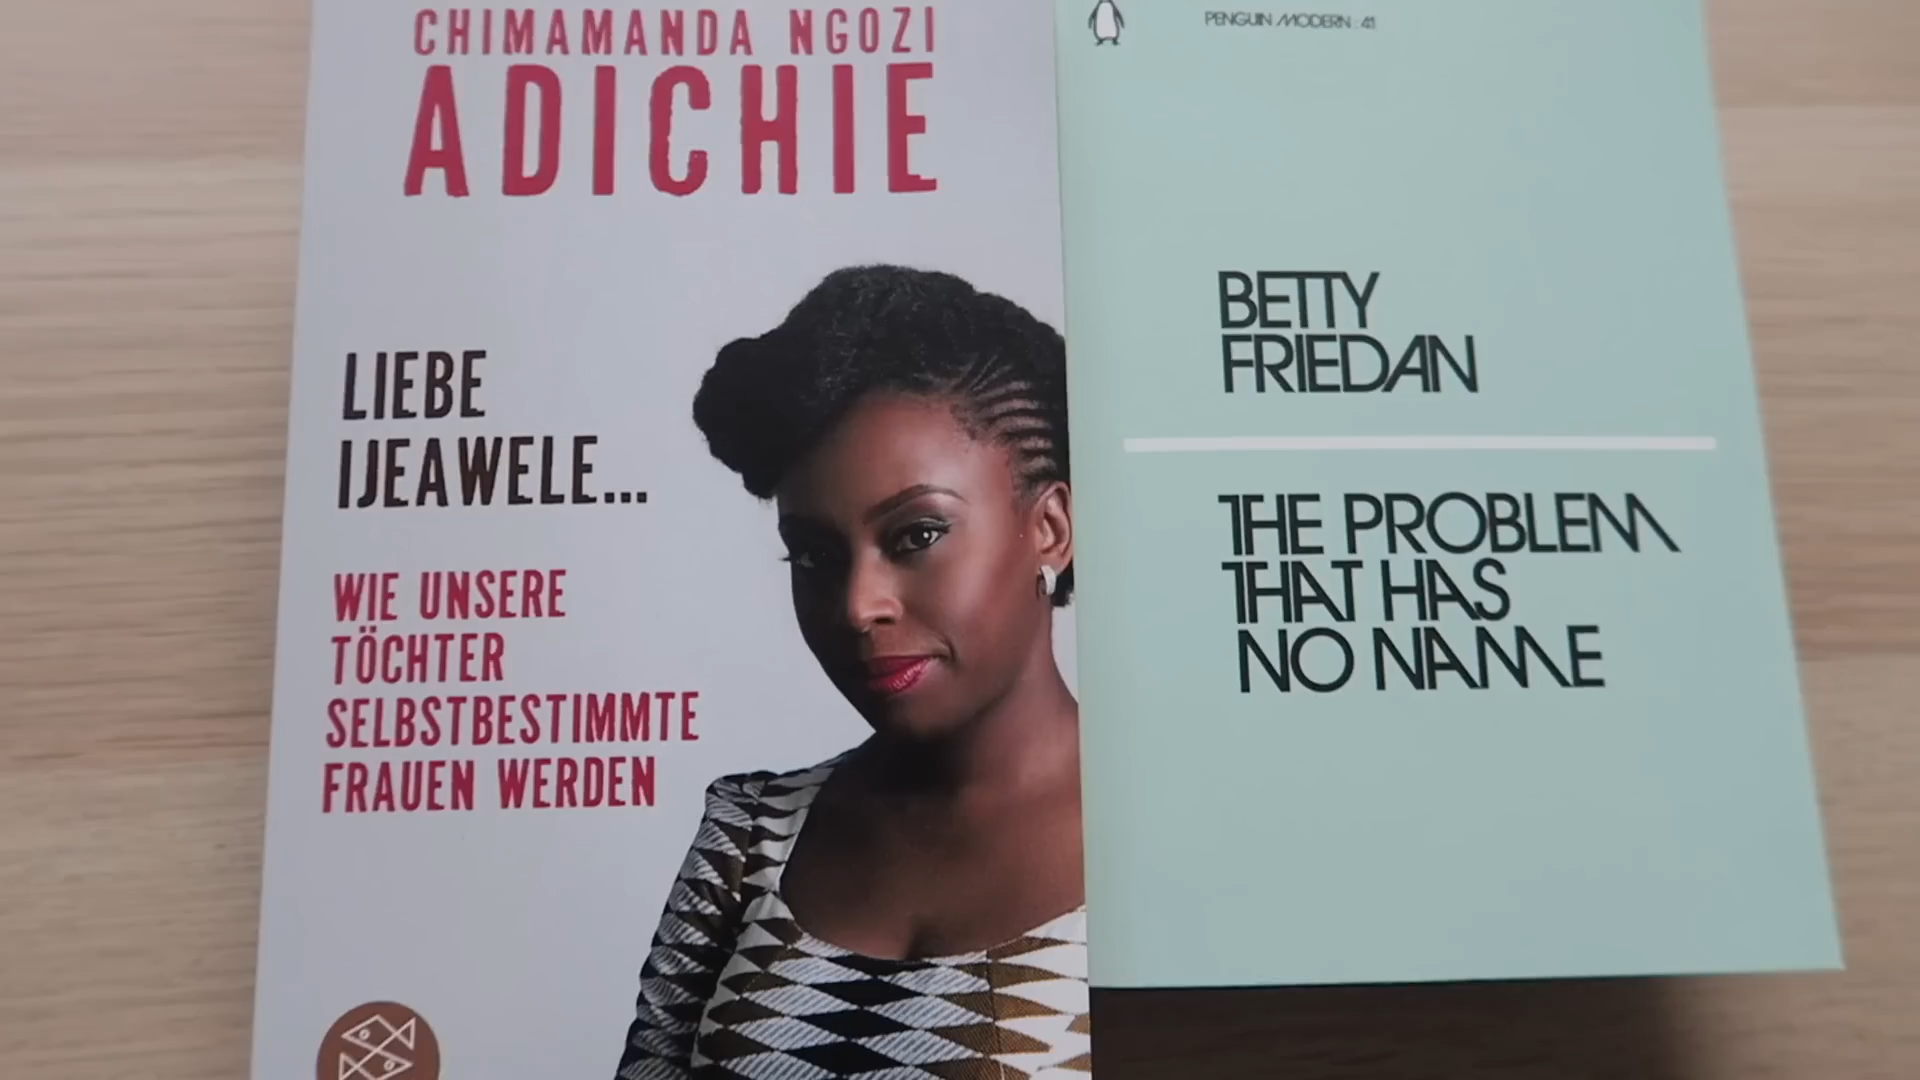 CHIMAMANDA NGOZI
ADICHIE
LIEBE
IJEAWELE...
WIE UNSERE
TÖCHTER
SELBSTBESTIMMTE
FRAUEN WERDEN
PENGUIN MODERN : 41
BETTY
FRIEDAN
THE PROBLEM
THAT HAS
NO NAME